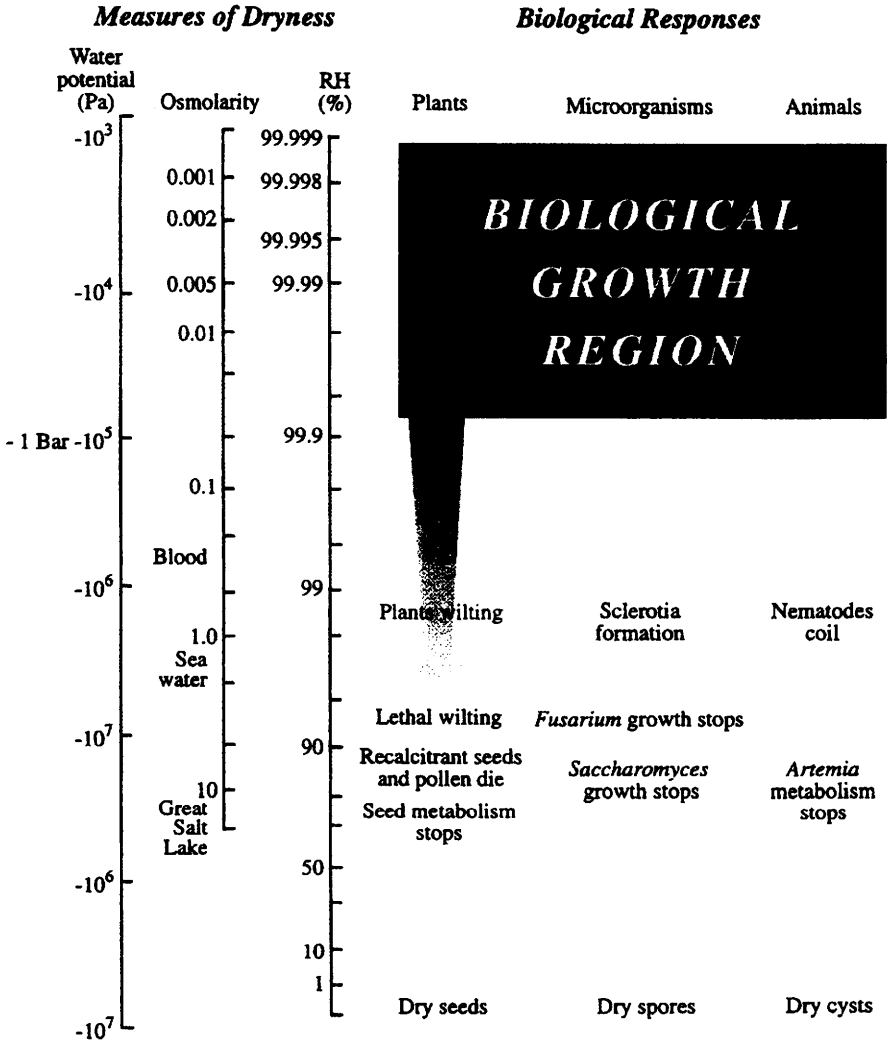 Measures of Dryness
Biological Responses
Water
potential
(Pa)
Osmolarity
RH
(%)
Plants
Microorganisms
Animals
-10³
99.999
0.001
99.998
0.002
99.995
-10⁴
0.005
99.99
0.01
BIOLOGICAL
GROWTH
REGION
- 1 Bar -10⁵
99.9
0.1
Blood
-10⁶
99
Plants wilting
Sclerotia
formation
Nematodes
coil
1.0
Sea
water
Lethal wilting
Fusarium growth stops
-10⁷
90
Recalcitrant seeds
and pollen die
Saccharomyces
growth stops
Artemia
metabolism
stops
10
Great
Salt
Lake
Seed metabolism
stops
50
-10⁶
10
1
Dry seeds
Dry spores
Dry cysts
-10⁷